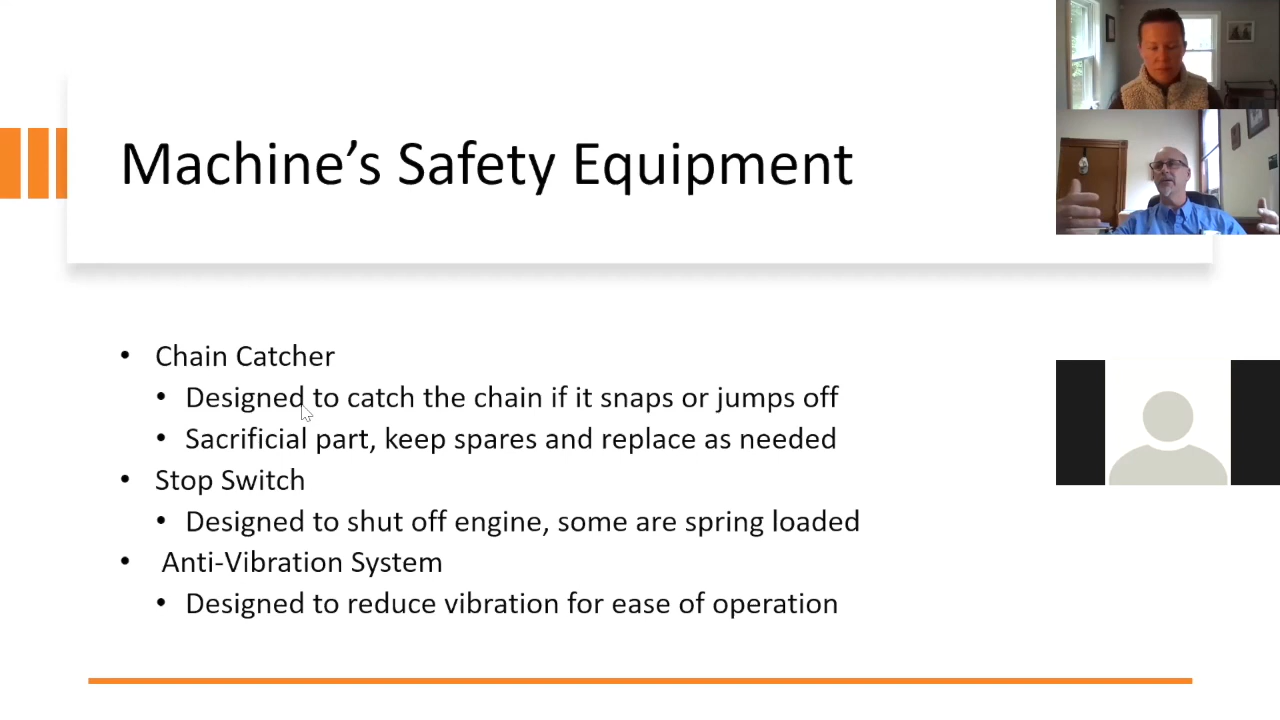 Machine’s Safety Equipment
• Chain Catcher
• Designed to catch the chain if it snaps or jumps off
• Sacrificial part, keep spares and replace as needed
• Stop Switch
• Designed to shut off engine, some are spring loaded
• Anti-Vibration System
• Designed to reduce vibration for ease of operation